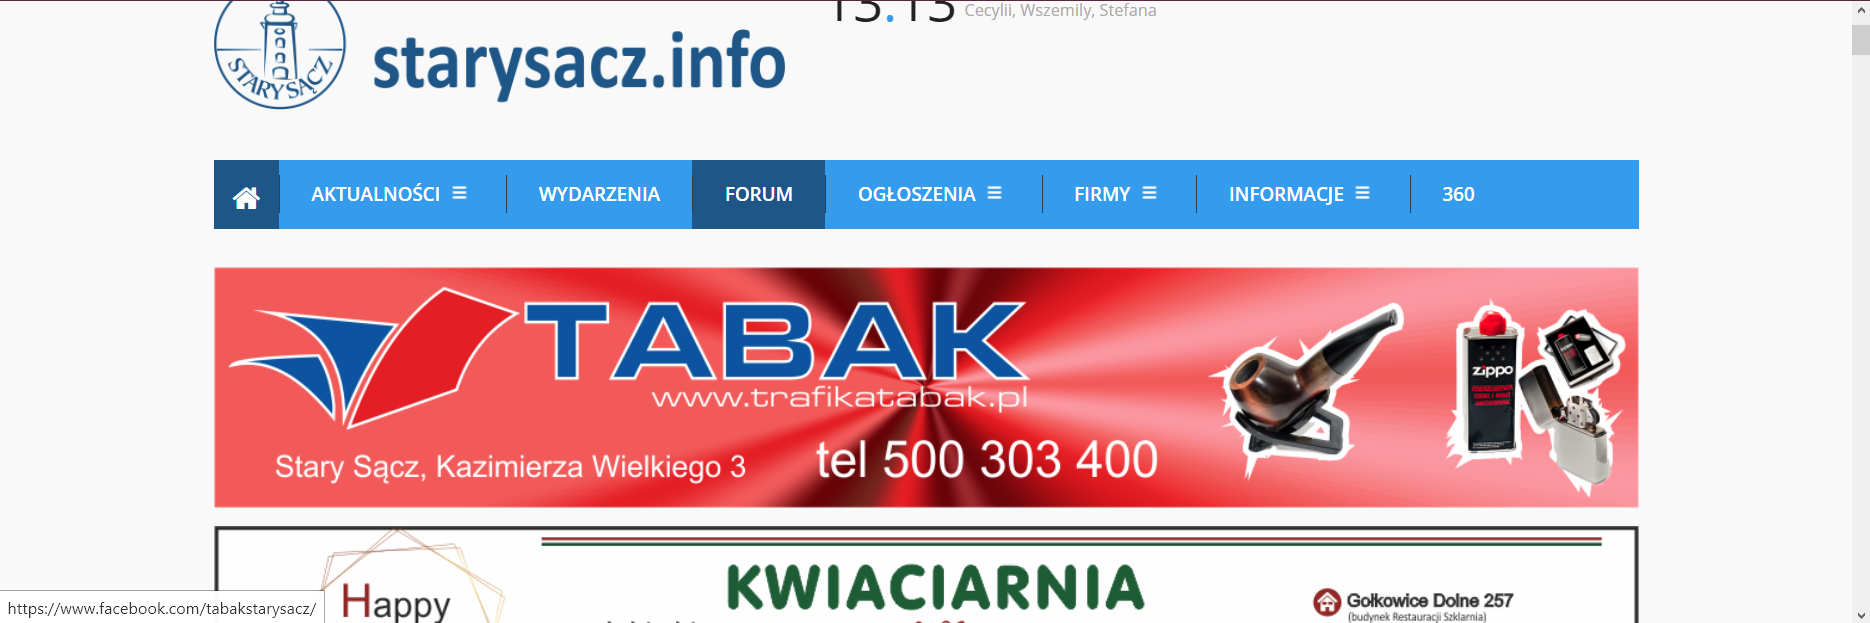 13.13 Cecylii, Wszemily, Stefana
STARY SĄCZ
starysacz.info
AKTUALNOŚCI WYDARZENIA FORUM OGŁOSZENIA FIRMY INFORMACJE 360
TABAK
www.trafikatabak.pl
Stary Sącz, Kazimierza Wielkiego 3 tel 500 303 400
zippo
KWIACIARNIA
Happy
Gołkowice Dolne 257
(budynek Restauracji Szklarnia)
https://www.facebook.com/tabakstarysacz/